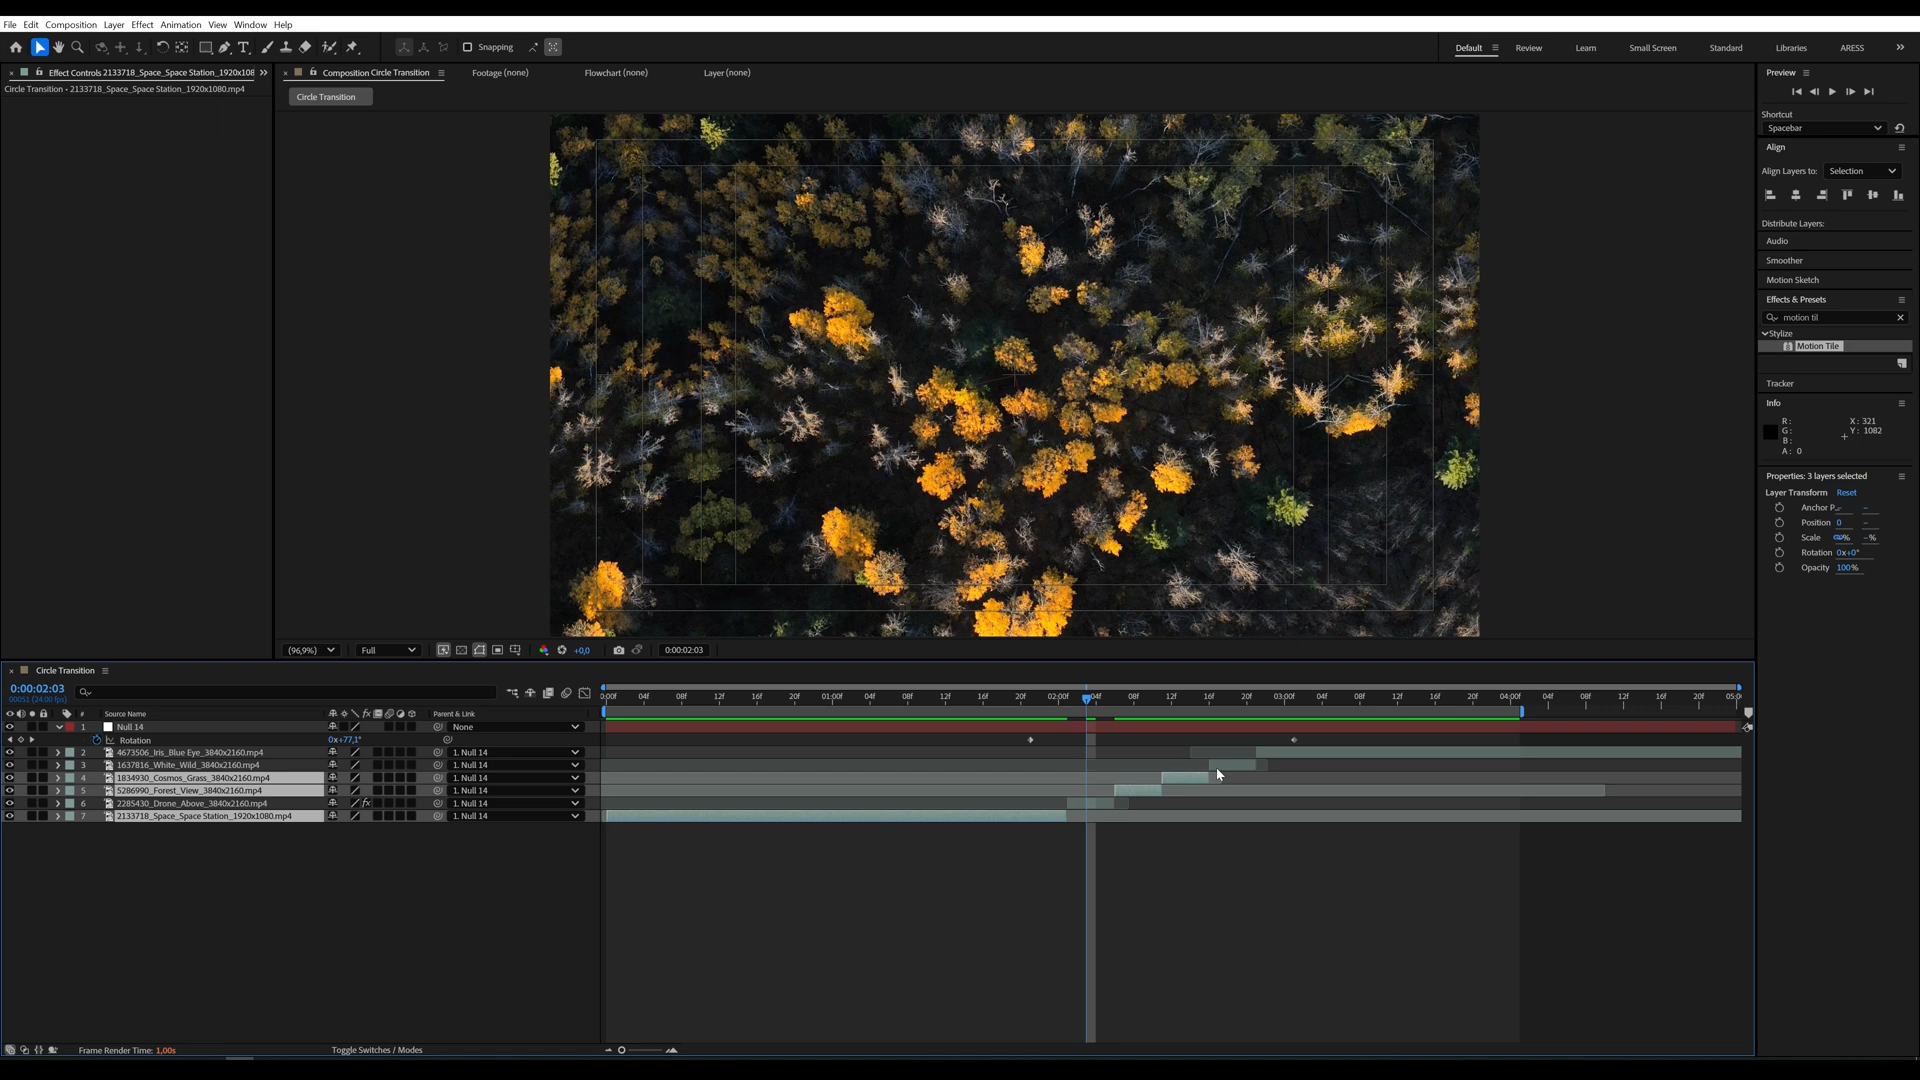 File Edit Composition Layer Effect Animation View Window Help
Snapping
Default Review Learn Small Screen Standard Libraries ARESS
Effect Controls 2133718_Space_Space Station_1920x108
Circle Transition • 2133718_Space_Space Station_1920x1080.mp4
Composition Circle Transition
Footage (none)
Flowchart (none)
Layer (none)
Circle Transition
Preview
Shortcut
Spacebar
Align
Align Layers to: Selection
Distribute Layers:
Audio
Smoother
Motion Sketch
Effects & Presets
motion til
Stylize
Motion Tile
Tracker
Info
R: X: 321
G: Y: 1082
B:
A: 0
Properties: 3 layers selected
Layer Transform Reset
Anchor P...
Position 0 –
Scale % –%
Rotation 0x+0°
Opacity 100%
(96,9%) Full +0,0 0:00:02:03
Circle Transition
0:00:02:03
00051 (24.00 fps)
0:00f 04f 08f 12f 16f 20f 01:00f 04f 08f 12f 16f 20f 02:00f 04f 08f 12f 16f 20f 03:00f 04f 08f 12f 16f 20f 04:00f 04f 08f 12f 16f 20f 05:0
# Source Name Parent & Link
1 Null 14 None
Rotation 0x+77,1°
2 4673506_Iris_Blue Eye_3840x2160.mp4 1. Null 14
3 1637816_White_Wild_3840x2160.mp4 1. Null 14
4 1834930_Cosmos_Grass_3840x2160.mp4 1. Null 14
5 5286990_Forest_View_3840x2160.mp4 1. Null 14
6 2285430_Drone_Above_3840x2160.mp4 fx 1. Null 14
7 2133718_Space_Space Station_1920x1080.mp4 1. Null 14
Frame Render Time: 1,00s
Toggle Switches / Modes